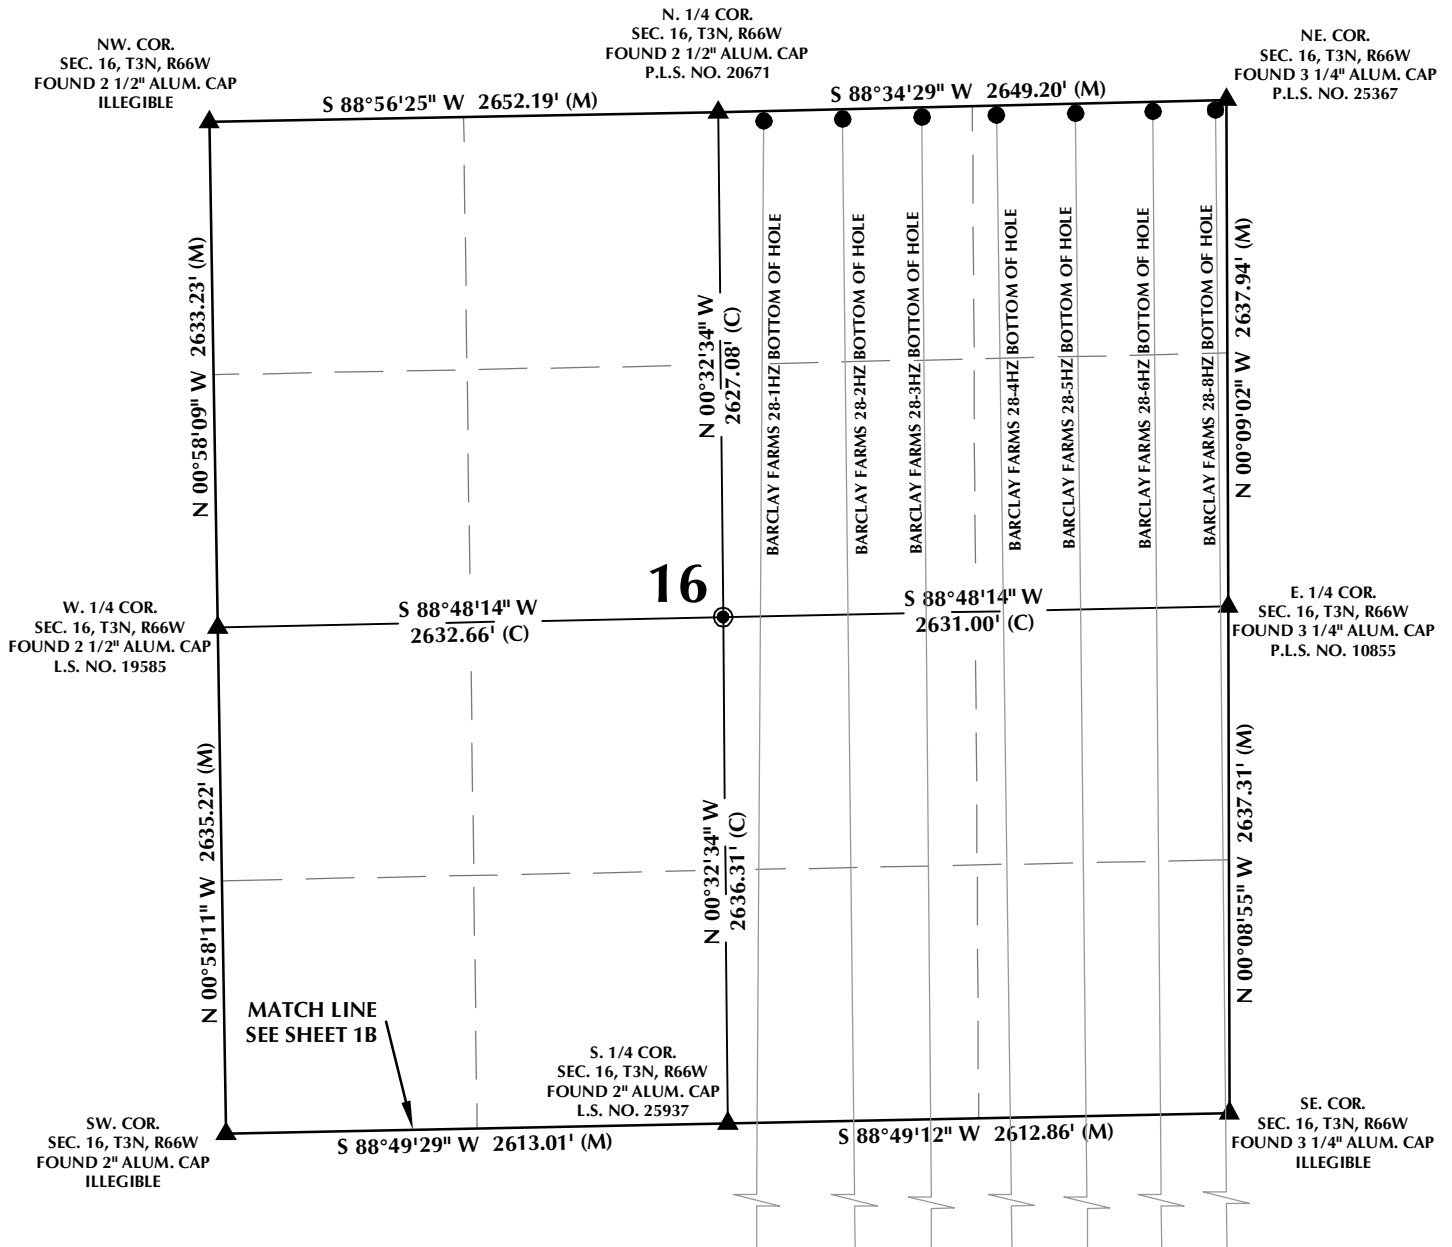 N. 1/4 COR.
SEC. 16, T3N, R66W
FOUND 2 1/2" ALUM. CAP
P.L.S. NO. 20671
NW. COR.
SEC. 16, T3N, R66W
FOUND 2 1/2" ALUM. CAP
ILLEGIBLE
NE. COR.
SEC. 16, T3N, R66W
FOUND 3 1/4" ALUM. CAP
P.L.S. NO. 25367
S 88°56'25" W 2652.19' (M)
S 88°34'29" W 2649.20' (M)
N 00°58'09" W 2633.23' (M)
N 00°32'34" W
2627.08' (C)
BARCLAY FARMS 28-1HZ BOTTOM OF HOLE
BARCLAY FARMS 28-2HZ BOTTOM OF HOLE
BARCLAY FARMS 28-3HZ BOTTOM OF HOLE
BARCLAY FARMS 28-4HZ BOTTOM OF HOLE
BARCLAY FARMS 28-5HZ BOTTOM OF HOLE
BARCLAY FARMS 28-6HZ BOTTOM OF HOLE
BARCLAY FARMS 28-8HZ BOTTOM OF HOLE
N 00°09'02" W 2637.94' (M)
16
W. 1/4 COR.
SEC. 16, T3N, R66W
FOUND 2 1/2" ALUM. CAP
L.S. NO. 19585
S 88°48'14" W
2632.66' (C)
S 88°48'14" W
2631.00' (C)
E. 1/4 COR.
SEC. 16, T3N, R66W
FOUND 3 1/4" ALUM. CAP
P.L.S. NO. 10855
N 00°58'11" W 2635.22' (M)
N 00°32'34" W
2636.31' (C)
N 00°08'55" W 2637.31' (M)
MATCH LINE
SEE SHEET 1B
S. 1/4 COR.
SEC. 16, T3N, R66W
FOUND 2" ALUM. CAP
L.S. NO. 25937
SW. COR.
SEC. 16, T3N, R66W
FOUND 2" ALUM. CAP
ILLEGIBLE
S 88°49'29" W 2613.01' (M)
S 88°49'12" W 2612.86' (M)
SE. COR.
SEC. 16, T3N, R66W
FOUND 3 1/4" ALUM. CAP
ILLEGIBLE